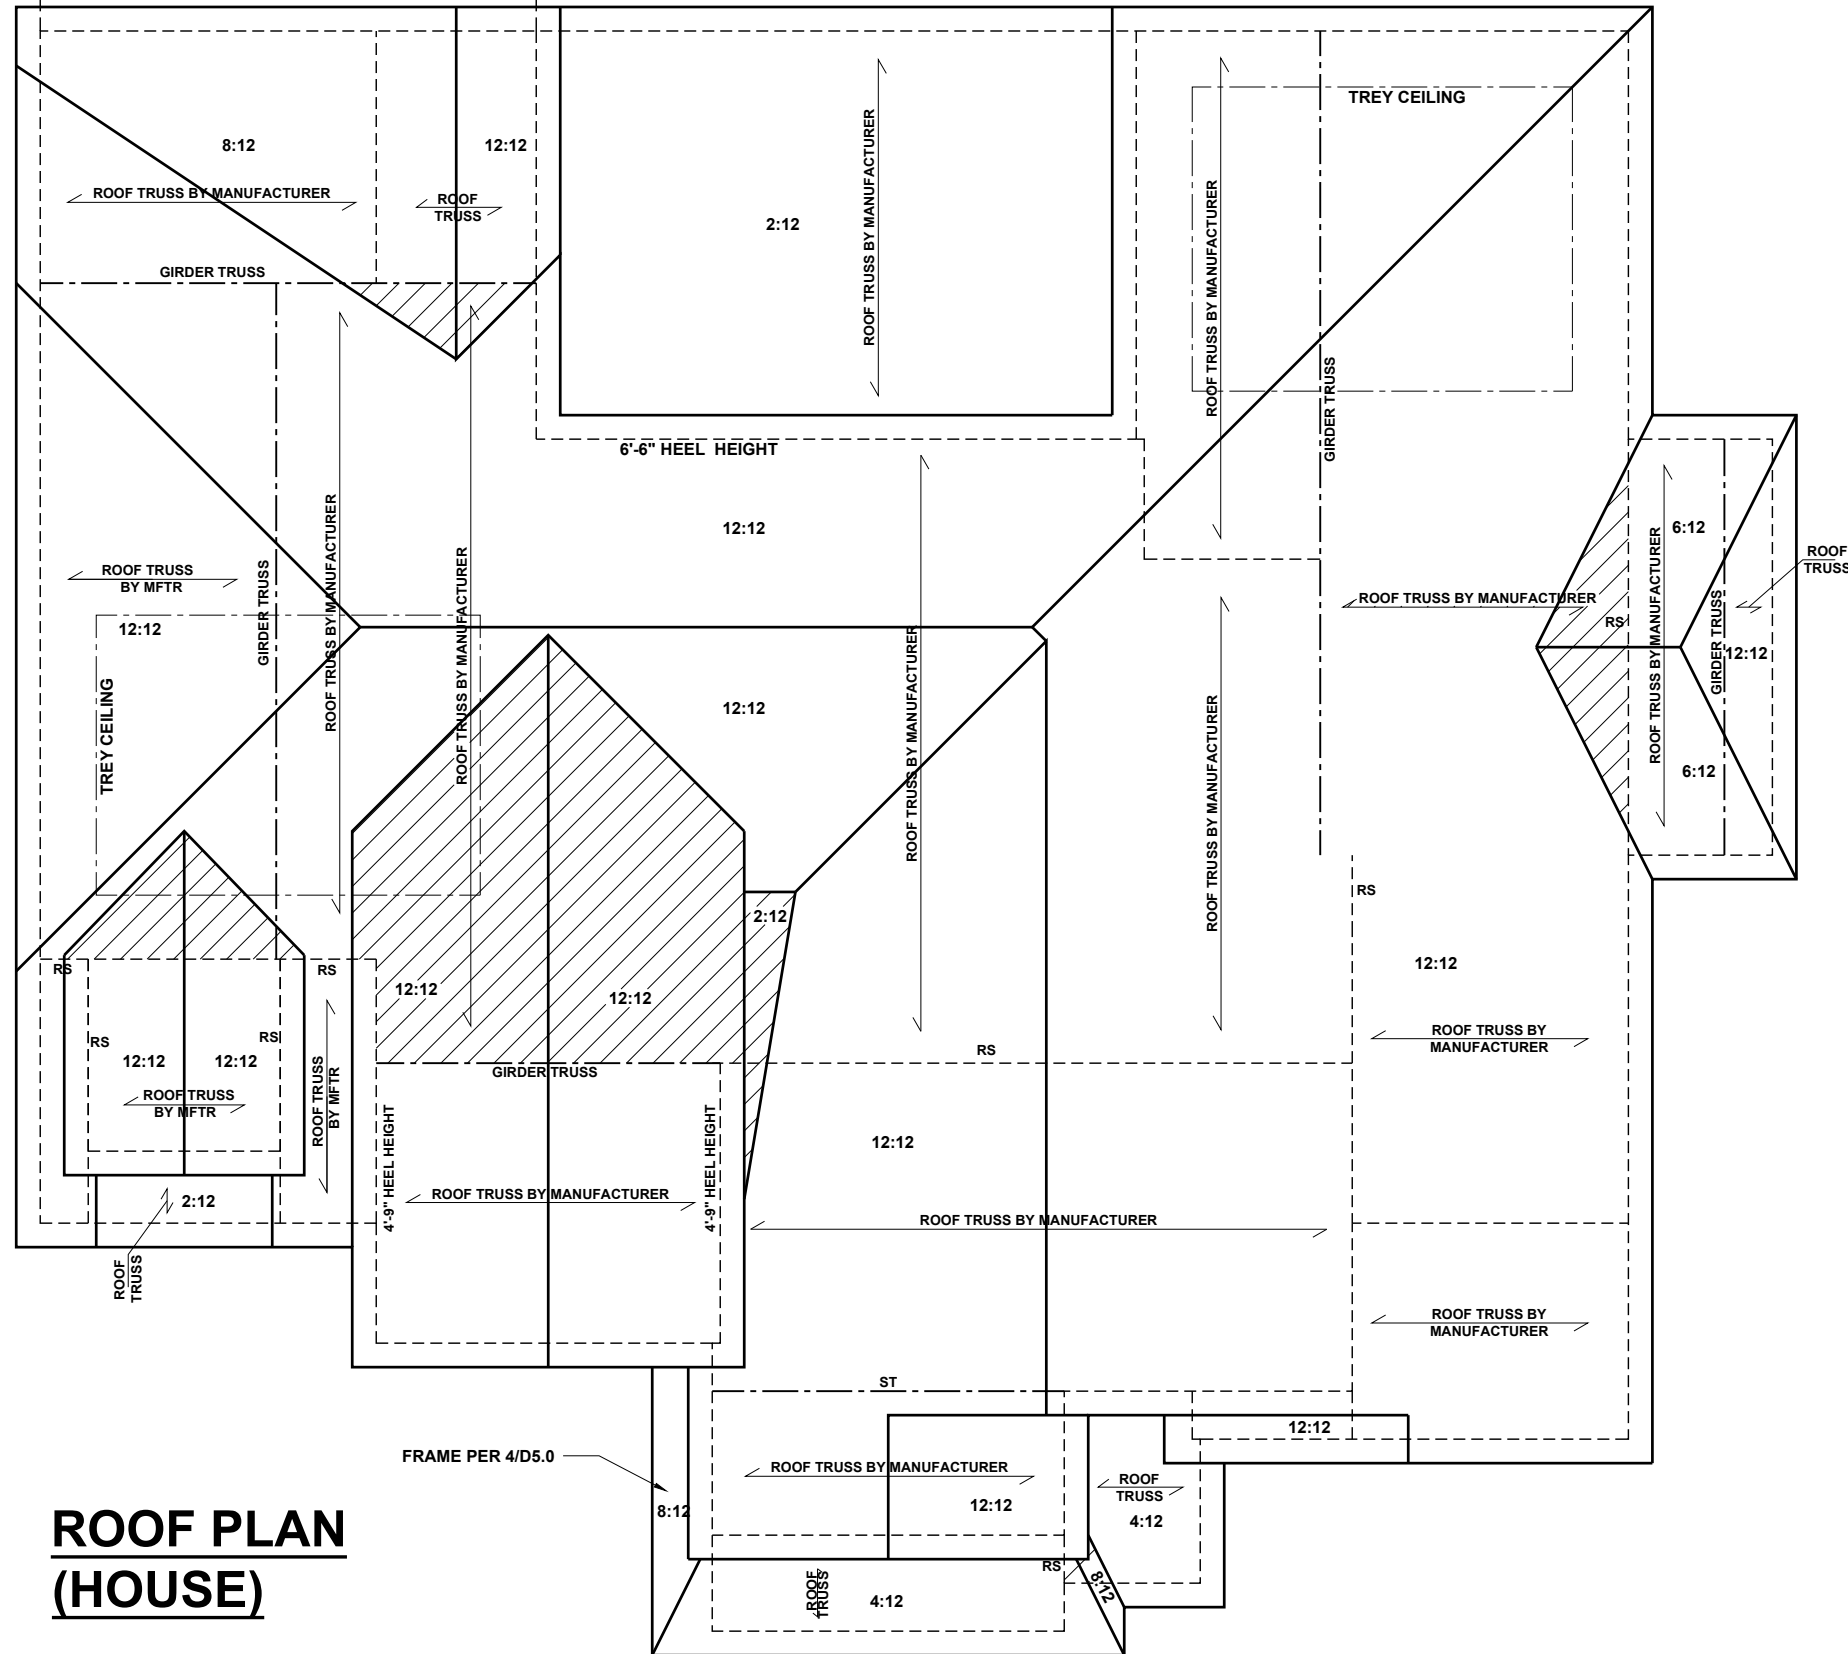 TREY CEILING
8:12
12:12
ROOF TRUSS BY MANUFACTURER
ROOF
TRUSS
2:12
ROOF TRUSS BY MANUFACTURER
ROOF TRUSS BY MANUFACTURER
GIRDER TRUSS
GIRDER TRUSS
6'-6" HEEL HEIGHT
12:12
6:12
ROOF
TRUSS
ROOF TRUSS
BY MFTR
12:12
GIRDER TRUSS
ROOF TRUSS BY MANUFACTURER
ROOF TRUSS BY MANUFACTURER
ROOF TRUSS BY MANUFACTURER
RS
ROOF TRUSS BY MANUFACTURER
GIRDER TRUSS
12:12
6:12
TREY CEILING
12:12
ROOF TRUSS BY MANUFACTURER
ROOF TRUSS BY MANUFACTURER
RS
2:12
12:12
RS
RS
12:12
12:12
RS
RS
12:12
12:12
ROOF TRUSS
BY MFTR
ROOF TRUSS
BY MFTR
GIRDER TRUSS
RS
ROOF TRUSS BY
MANUFACTURER
4'-9" HEEL HEIGHT
4'-9" HEEL HEIGHT
12:12
2:12
ROOF TRUSS BY MANUFACTURER
ROOF TRUSS BY MANUFACTURER
ROOF
TRUSS
ROOF TRUSS BY
MANUFACTURER
ST
12:12
FRAME PER 4/D5.0
ROOF TRUSS BY MANUFACTURER
ROOF
TRUSS
8:12
12:12
4:12
RS
8:12
ROOF
TRUSS
4:12
ROOF PLAN
(HOUSE)